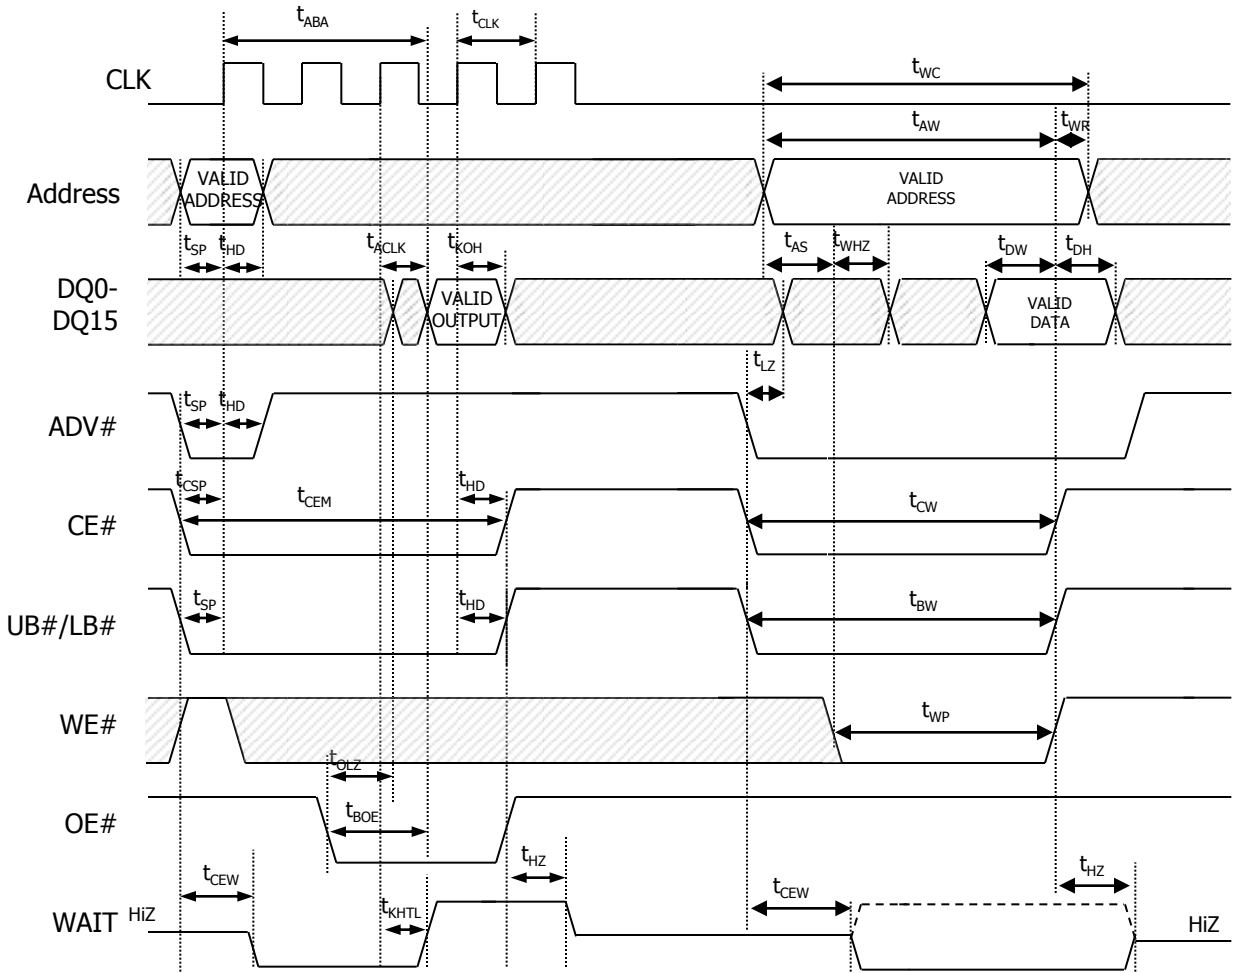 tABA
tCLK
CLK
tWC
tAW
tWR
Address
VALID
ADDRESS
VALID
ADDRESS
tSP
tHD
tACLK
tKOH
tAS
tWHZ
tDW
tDH
DQ0-
DQ15
VALID
OUTPUT
VALID
DATA
tLZ
ADV#
tSP
tHD
CE#
tCSP
tCEM
tHD
tCW
UB#/LB#
tSP
tHD
tBW
WE#
tWP
tOLZ
OE#
tBOE
tHZ
tHZ
tCEW
tCEW
WAIT
HiZ
tKHTL
HiZ